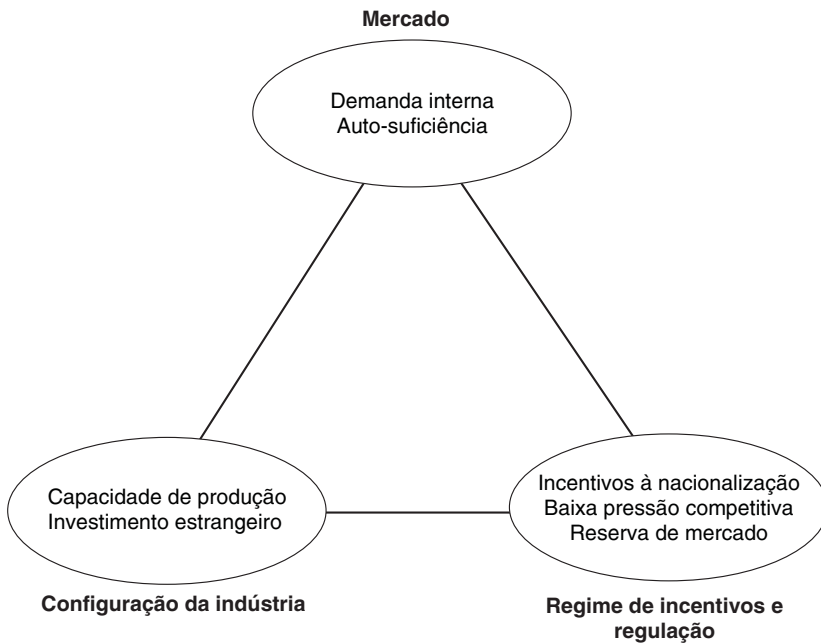 Mercado
Demanda interna
Auto-suficiência
Capacidade de produção
Investimento estrangeiro
Configuração da indústria
Incentivos à nacionalização
Baixa pressão competitiva
Reserva de mercado
Regime de incentivos e
regulação